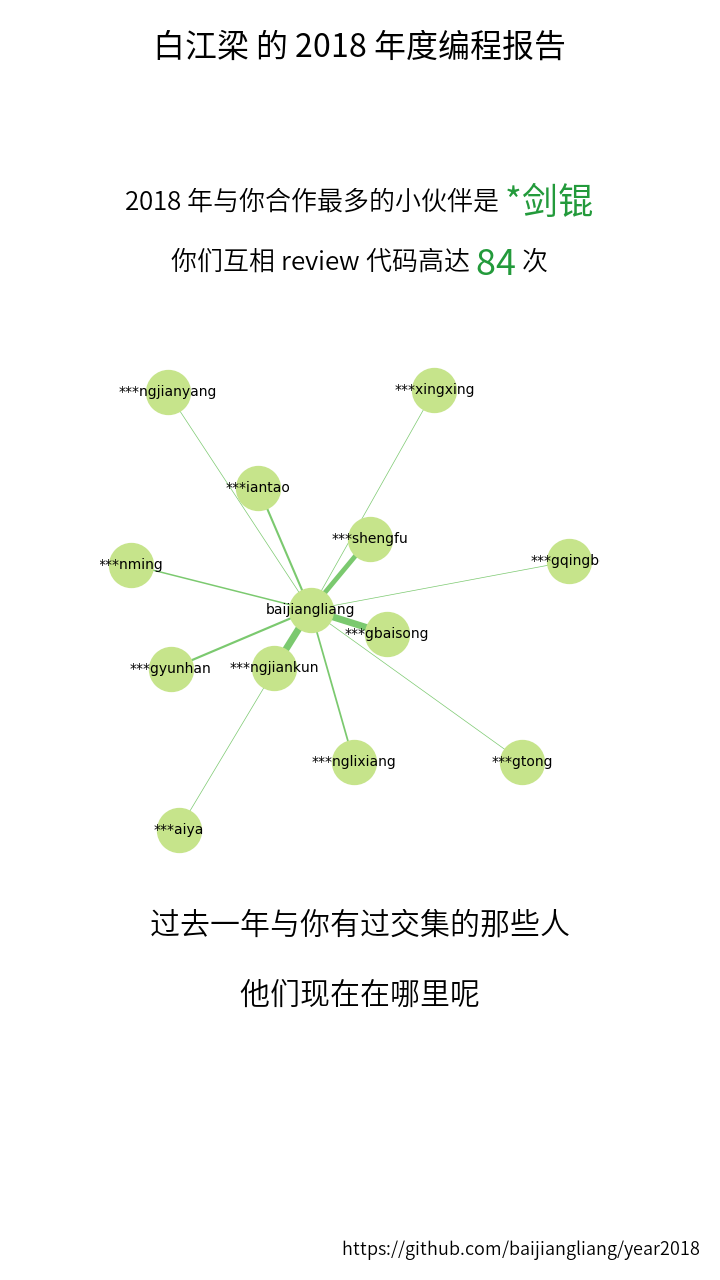 白江梁 的 2018 年度编程报告
2018 年与你合作最多的小伙伴是 *剑锟
你们互相 review 代码高达 84 次
***ngjianyang
***xingxing
***iantao
***shengfu
***nming
***gqingb
baijiangliang
***gbaisong
***gyunhan
***ngjiankun
***nglixiang
***gtong
***aiya
过去一年与你有过交集的那些人
他们现在在哪里呢
https://github.com/baijiangliang/year2018